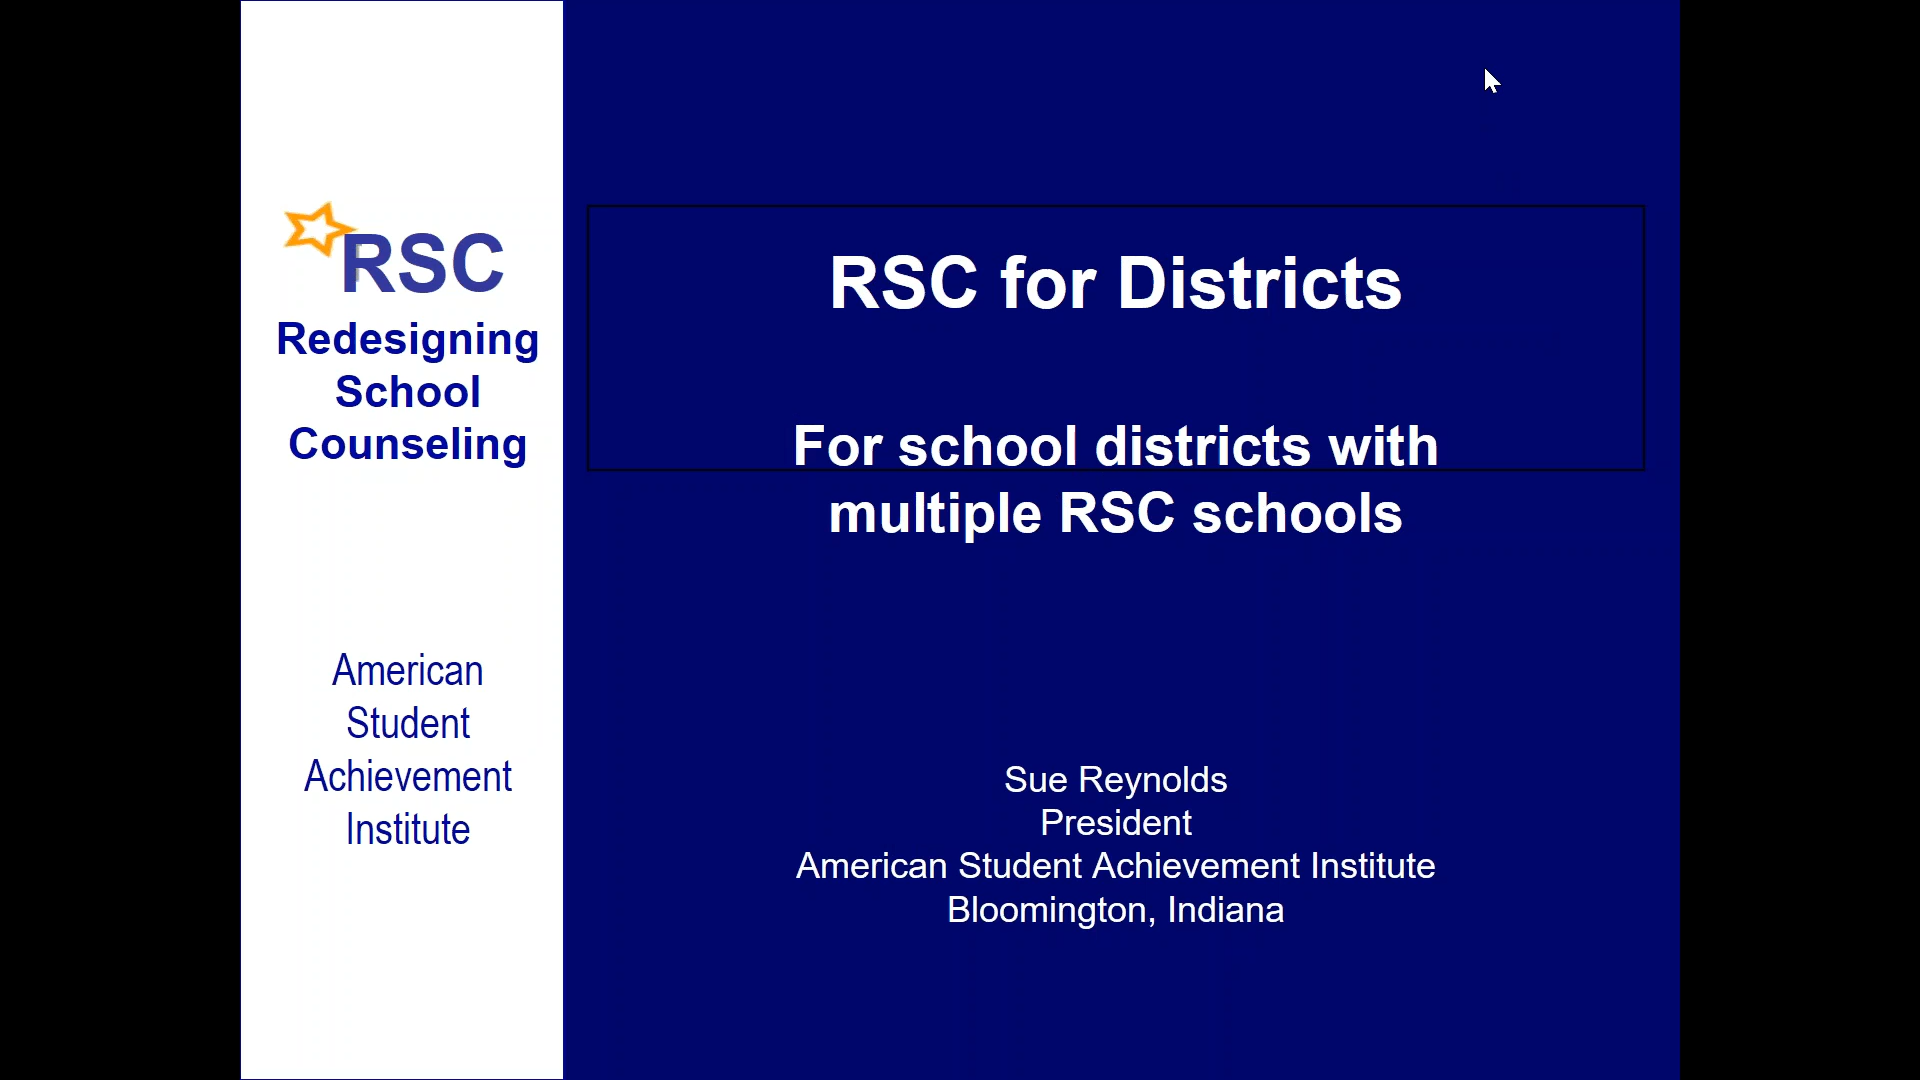 RSC
Redesigning
School
Counseling
American
Student
Achievement
Institute
RSC for Districts
For school districts with
multiple RSC schools
Sue Reynolds
President
American Student Achievement Institute
Bloomington, Indiana